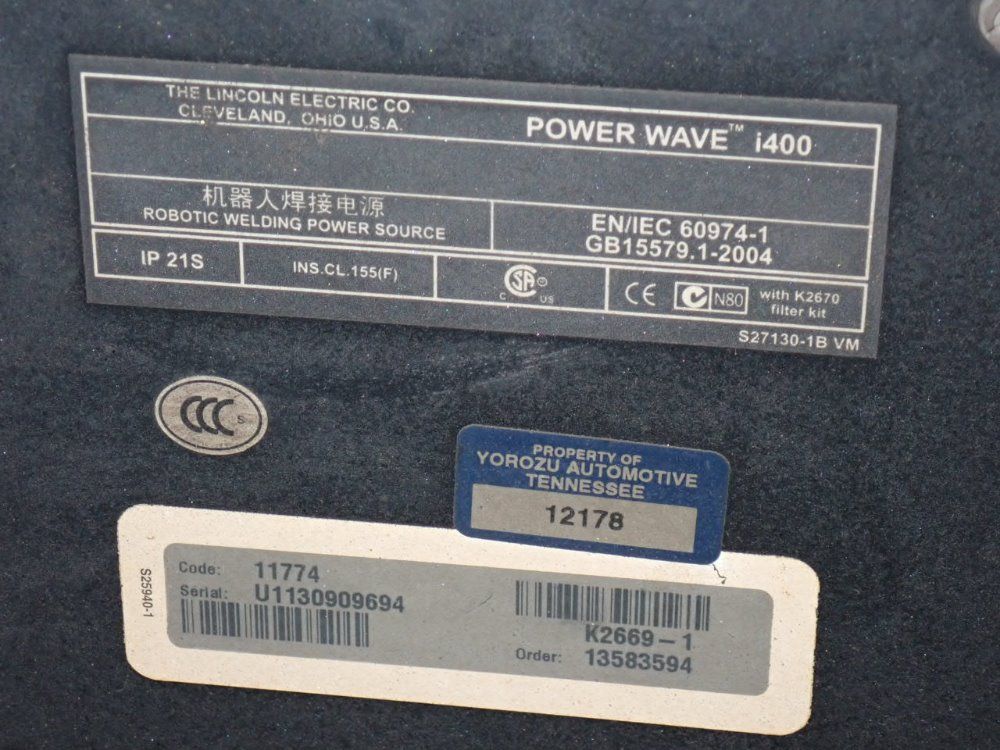 THE LINCOLN ELECTRIC CO.
CLEVELAND, OHIO U.S.A.
POWER WAVE™ i400
机器人焊接电源
ROBOTIC WELDING POWER SOURCE
EN/IEC 60974-1
GB15579.1-2004
IP 21S
INS.CL.155(F)
C SA ® US
CE
N80
with K2670
filter kit
S27130-1B VM
CCC S
PROPERTY OF
YOROZU AUTOMOTIVE
TENNESSEE
12178
S25940-1
Code: 11774
Serial: U1130909694
K2669-1
Order: 13583594